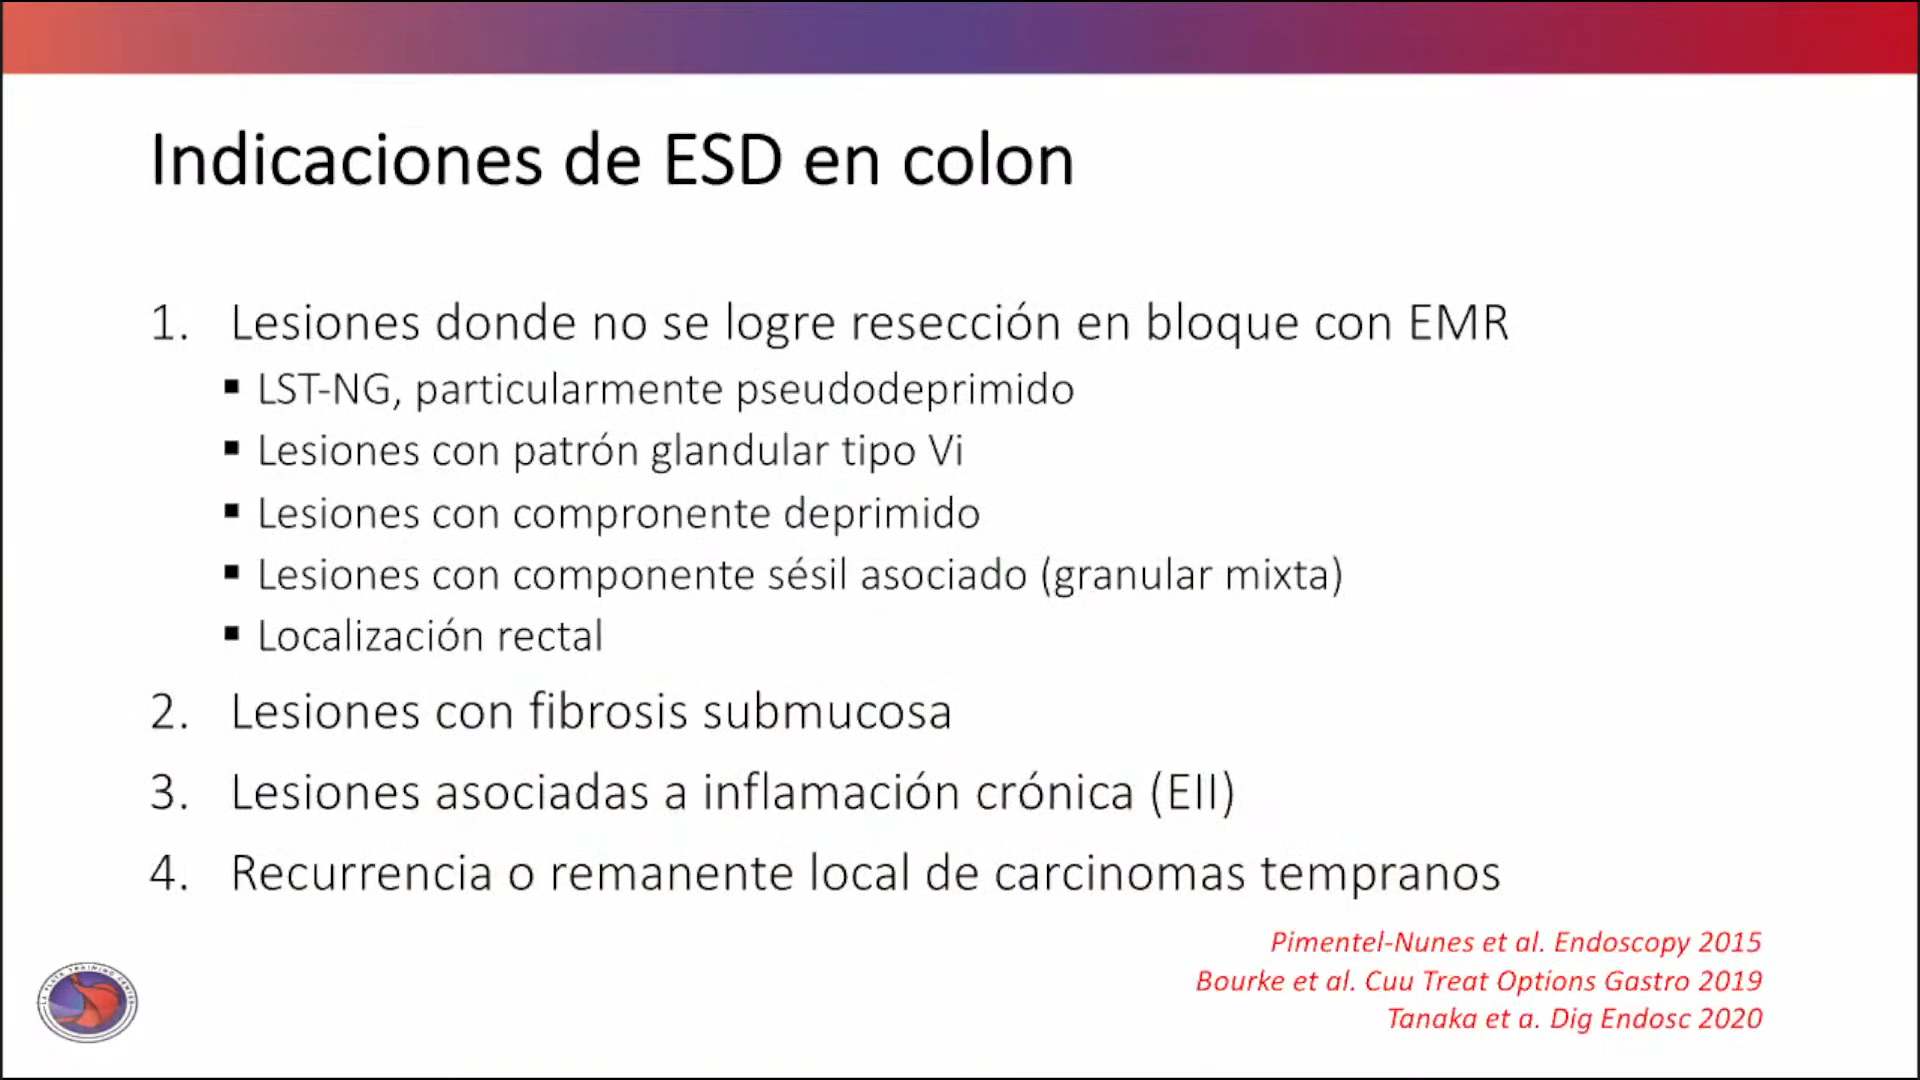 Indicaciones de ESD en colon
1. Lesiones donde no se logre resección en bloque con EMR
▪ LST-NG, particularmente pseudodeprimido
▪ Lesiones con patrón glandular tipo Vi
▪ Lesiones con compronente deprimido
▪ Lesiones con componente sésil asociado (granular mixta)
▪ Localización rectal
2. Lesiones con fibrosis submucosa
3. Lesiones asociadas a inflamación crónica (EII)
4. Recurrencia o remanente local de carcinomas tempranos
Pimentel-Nunes et al. Endoscopy 2015
Bourke et al. Cuu Treat Options Gastro 2019
Tanaka et a. Dig Endosc 2020
LA PLATA TRAINING CENTER